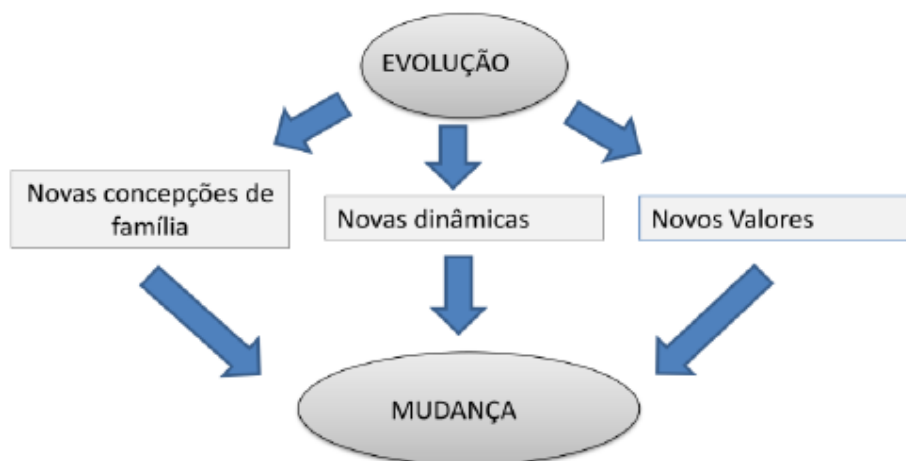 EVOLUÇÃO
Novas concepções de
família
Novas dinâmicas
Novos Valores
MUDANÇA